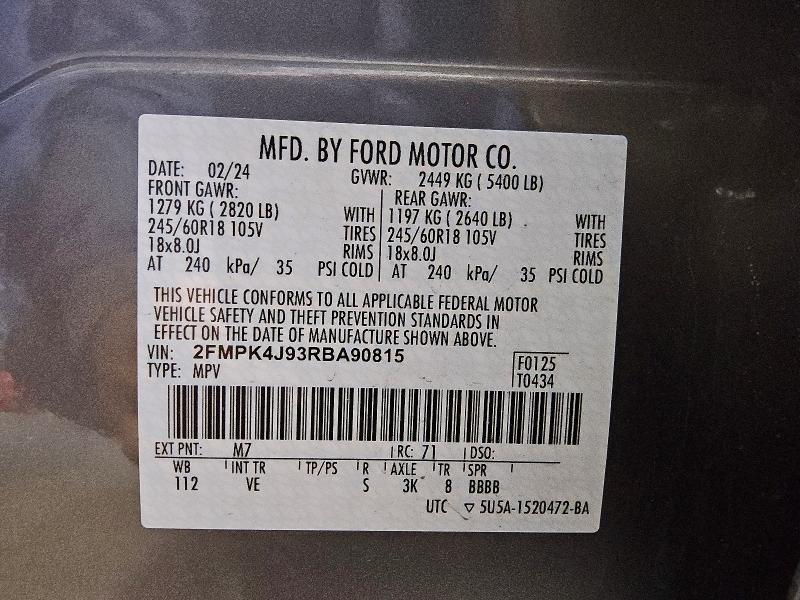 MFD. BY FORD MOTOR CO.
DATE: 02/24 GVWR: 2449 KG ( 5400 LB)
FRONT GAWR: REAR GAWR:
1279 KG ( 2820 LB) WITH 1197 KG ( 2640 LB) WITH
245/60R18 105V TIRES 245/60R18 105V TIRES
18x8.0J RIMS 18x8.0J RIMS
AT 240 kPa/ 35 PSI COLD AT 240 kPa/ 35 PSI COLD
THIS VEHICLE CONFORMS TO ALL APPLICABLE FEDERAL MOTOR
VEHICLE SAFETY AND THEFT PREVENTION STANDARDS IN
EFFECT ON THE DATE OF MANUFACTURE SHOWN ABOVE.
VIN: 2FMPK4J93RBA90815 F0125
TYPE: MPV T0434
EXT PNT: M7 RC: 71 DSO:
WB INT TR TP/PS R AXLE TR SPR
112 VE S 3K 8 BBBB
UTC ▽ 5U5A-1520472-BA